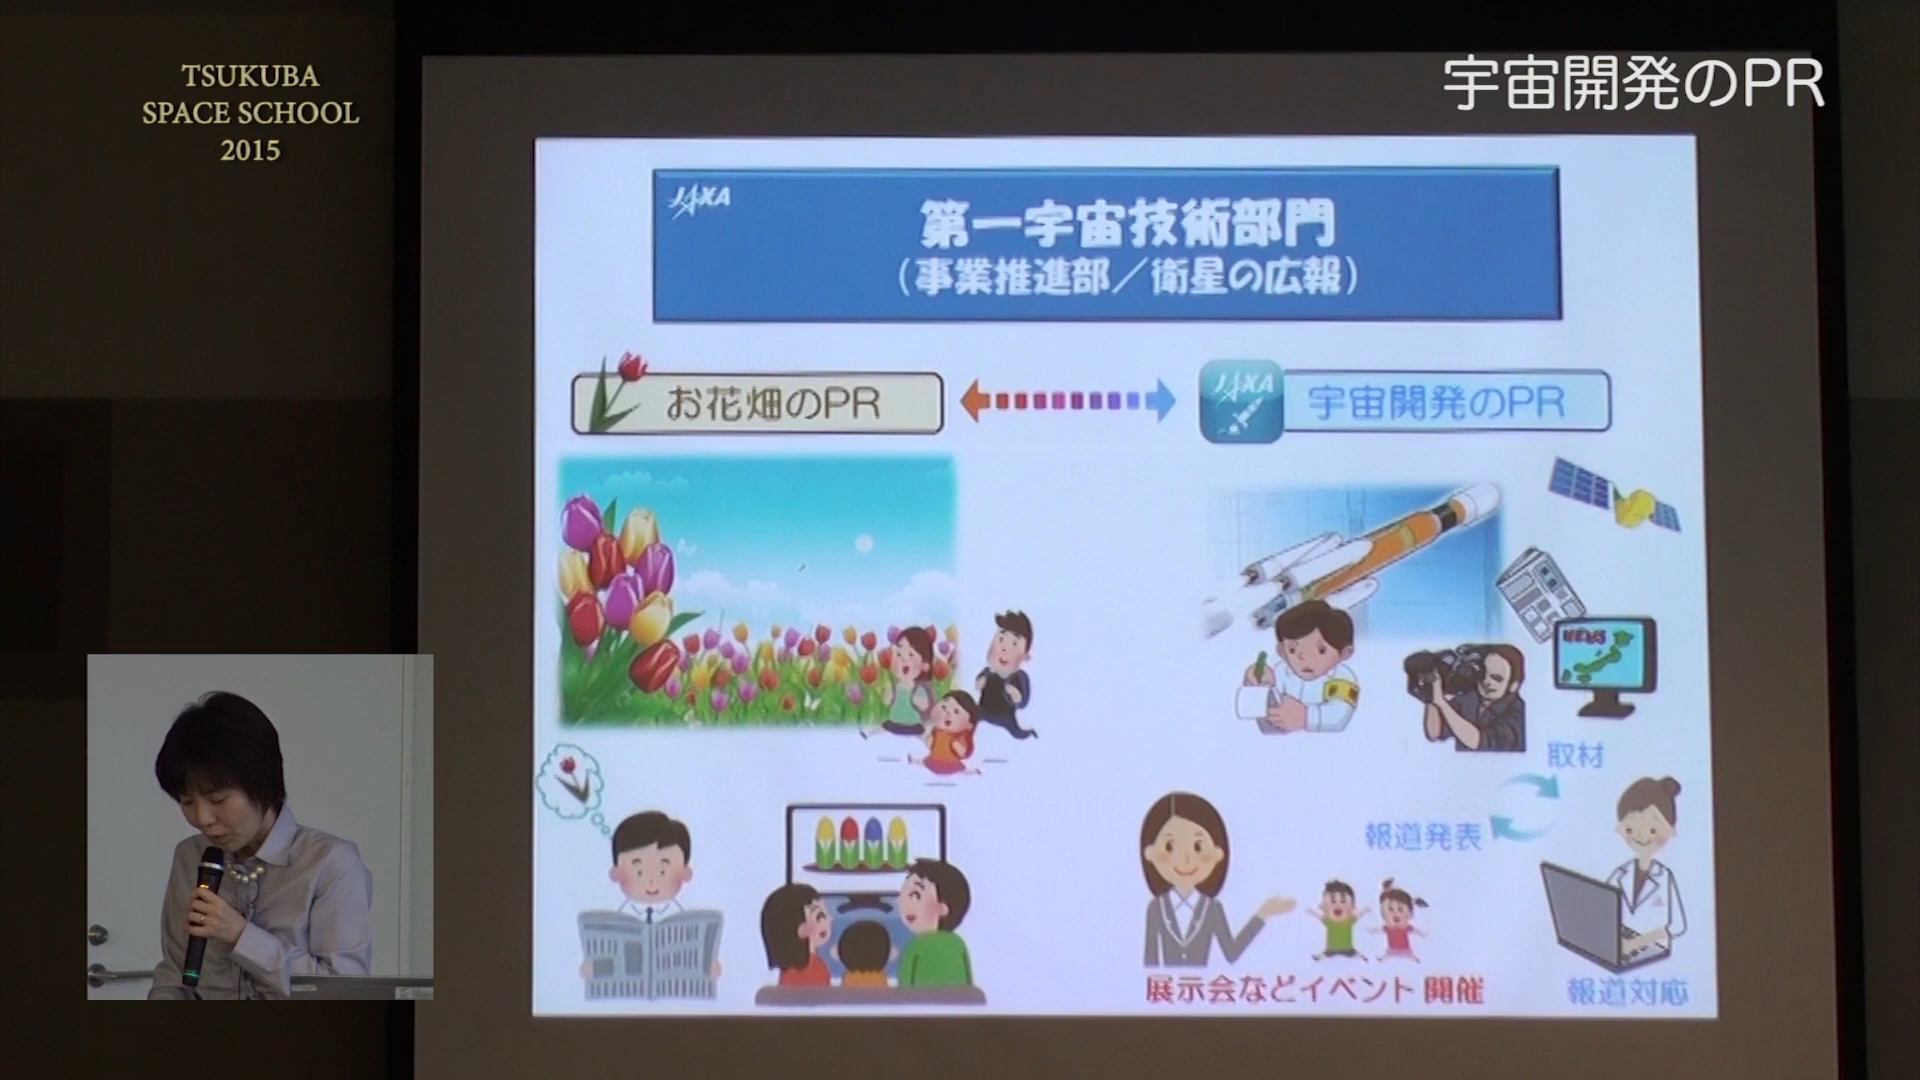 TSUKUBA
SPACE SCHOOL
2015
宇宙開発のPR
JAXA
第一宇宙技術部門
(事業推進部/衛星の広報)
お花畑のPR
JAXA
宇宙開発のPR
NEWS
取材
報道発表
展示会などイベント開催
報道対応